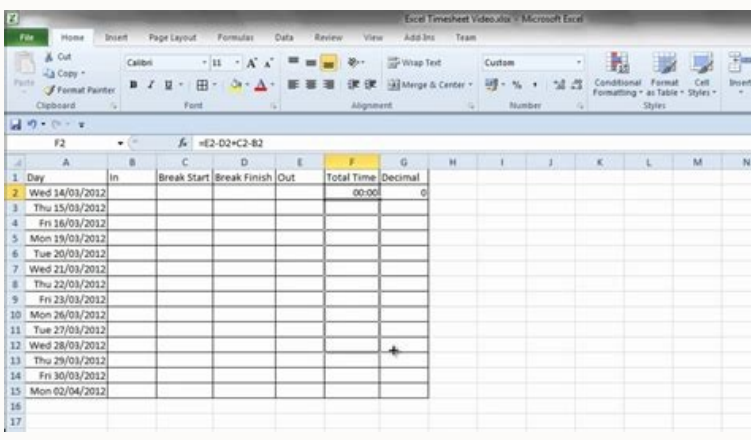 Excel Timesheet Video.xlsx - Microsoft Excel
File Home Insert Page Layout Formulas Data Review View Add-Ins Team
Cut
Copy
Format Painter
Paste
Clipboard
Calibri 11
B I U
Font
Wrap Text
Merge & Center
Alignment
Custom
% ,
Number
Conditional Formatting
Format as Table
Cell Styles
Styles
Insert
F2 fx =E2-D2+C2-B2
A B C D E F G H I J K L M N
1 Day In Break Start Break Finish Out Total Time Decimal
2 Wed 14/03/2012 00:00 0
3 Thu 15/03/2012
4 Fri 16/03/2012
5 Mon 19/03/2012
6 Tue 20/03/2012
7 Wed 21/03/2012
8 Thu 22/03/2012
9 Fri 23/03/2012
10 Mon 26/03/2012
11 Tue 27/03/2012
12 Wed 28/03/2012
13 Thu 29/03/2012
14 Fri 30/03/2012
15 Mon 02/04/2012
16
17